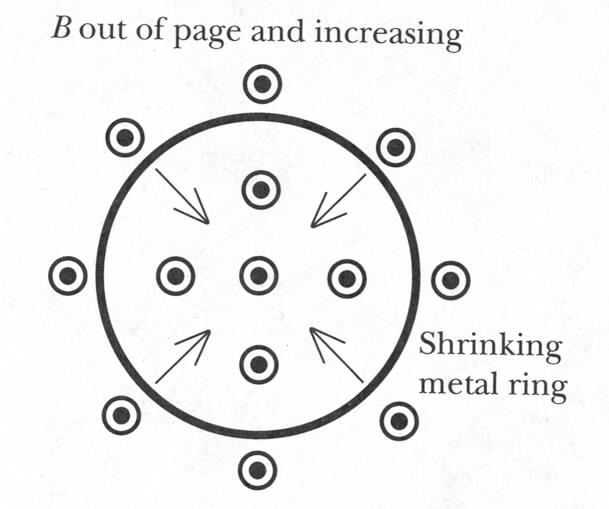 B out of page and increasing
Shrinking
metal ring